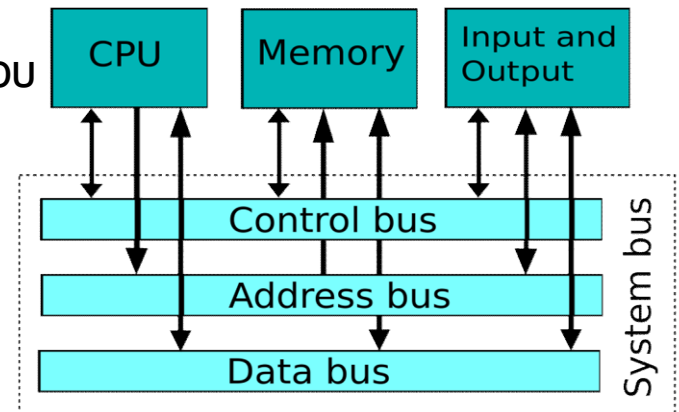 CPU
Memory
Input and
Output
Control bus
Address bus
Data bus
System bus